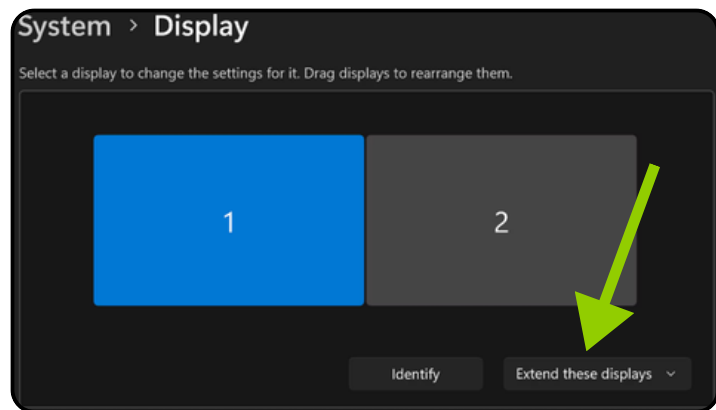 System > Display
Select a display to change the settings for it. Drag displays to rearrange them.
1 2
Identify Extend these displays